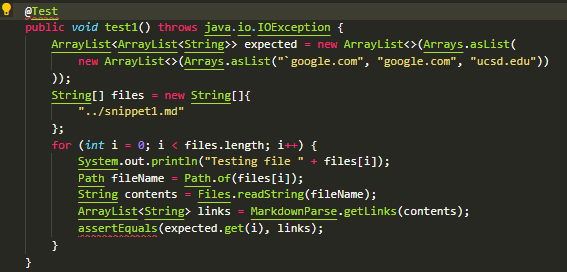 @Test
public void test1() throws java.io.IOException {
    ArrayList<ArrayList<String>> expected = new ArrayList<>(Arrays.asList(
        new ArrayList<>(Arrays.asList("`google.com", "google.com", "ucsd.edu"))
    ));
    String[] files = new String[]{
        "../snippet1.md"
    };
    for (int i = 0; i < files.length; i++) {
        System.out.println("Testing file " + files[i]);
        Path fileName = Path.of(files[i]);
        String contents = Files.readString(fileName);
        ArrayList<String> links = MarkdownParse.getLinks(contents);
        assertEquals(expected.get(i), links);
    }
}